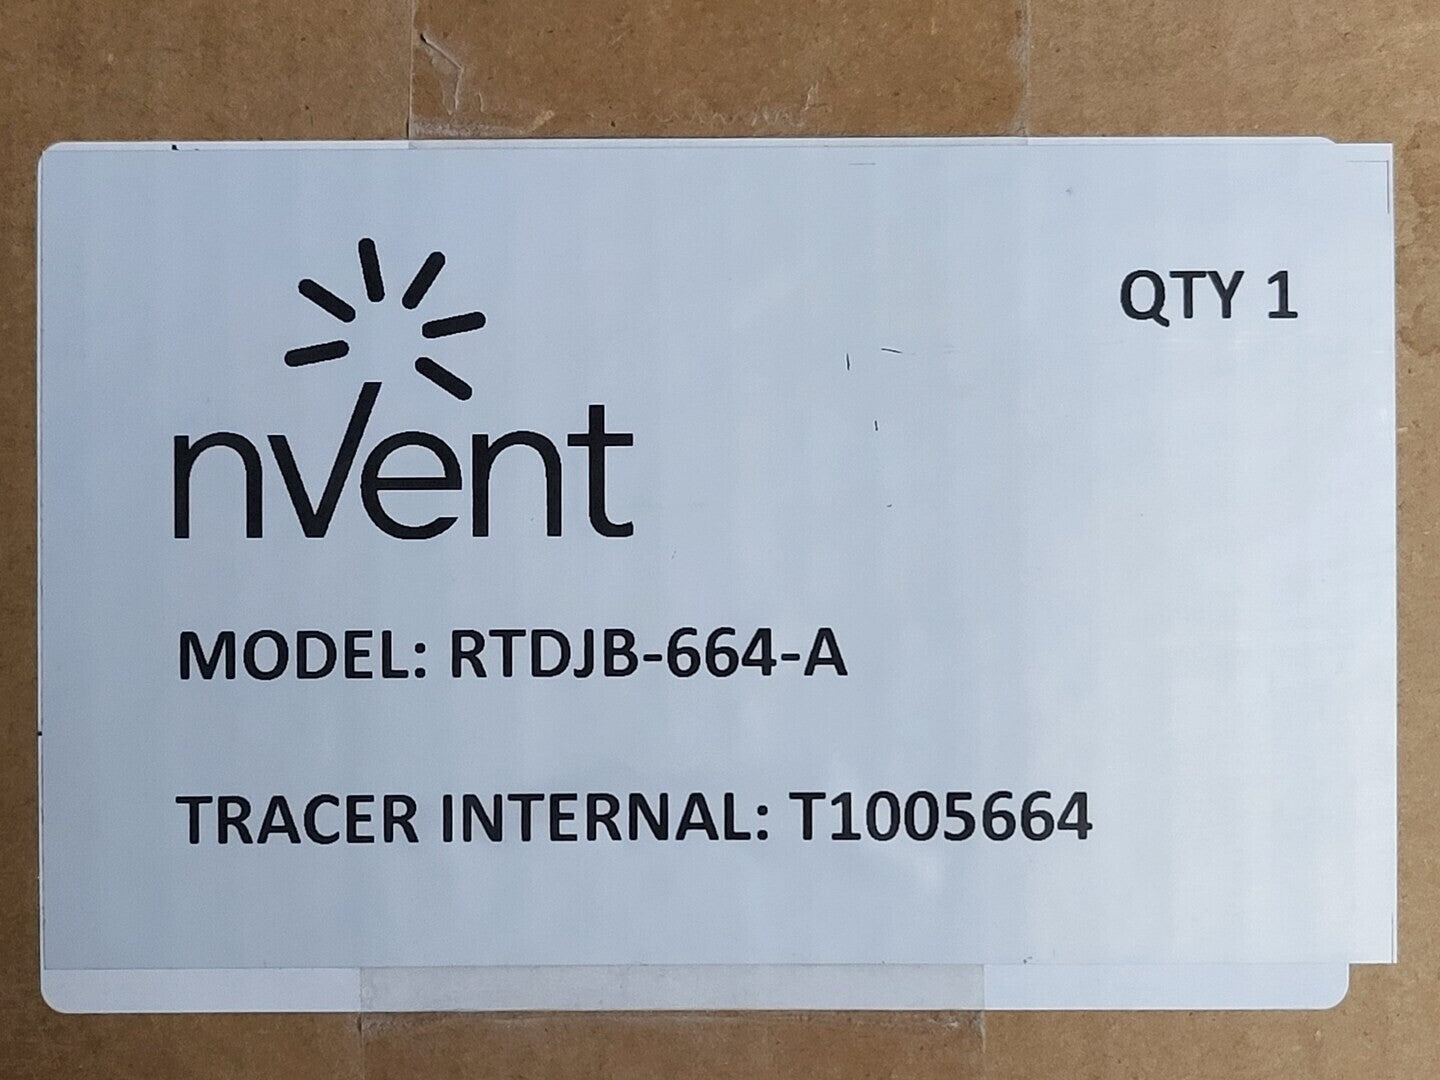 QTY 1
nvent
MODEL: RTDJB-664-A
TRACER INTERNAL: T1005664